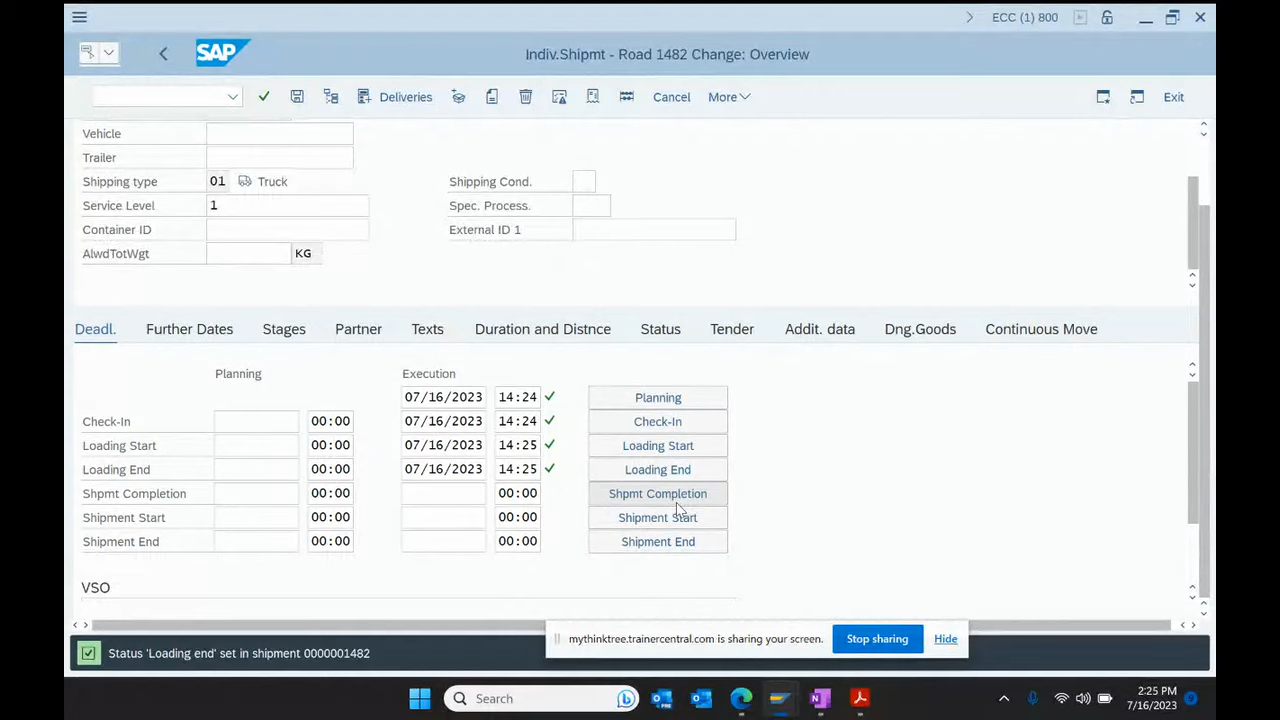 ECC (1) 800
SAP
Indiv.Shipmt - Road 1482 Change: Overview
Deliveries Cancel More Exit
Vehicle
Trailer
Shipping type 01 Truck Shipping Cond.
Service Level 1 Spec. Process.
Container ID External ID 1
AlwdTotWgt KG
Deadl. Further Dates Stages Partner Texts Duration and Distnce Status Tender Addit. data Dng.Goods Continuous Move
Planning Execution
07/16/2023 14:24 Planning
Check-In 00:00 07/16/2023 14:24 Check-In
Loading Start 00:00 07/16/2023 14:25 Loading Start
Loading End 00:00 07/16/2023 14:25 Loading End
Shpmt Completion 00:00 00:00 Shpmt Completion
Shipment Start 00:00 00:00 Shipment Start
Shipment End 00:00 00:00 Shipment End
VSO
mythinktree.trainercentral.com is sharing your screen. Stop sharing Hide
Status 'Loading end' set in shipment 0000001482
Search
2:25 PM
7/16/2023